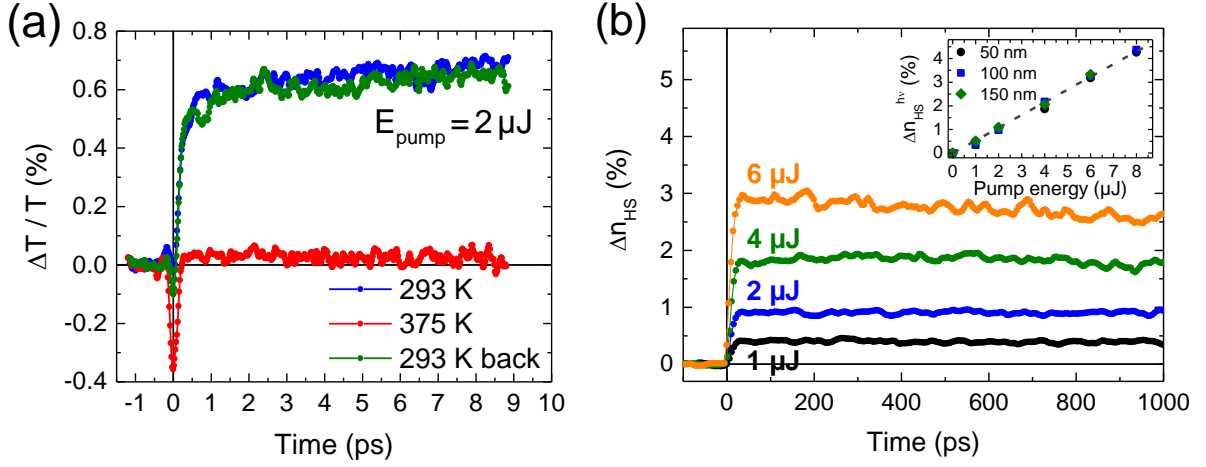 (a)
0.8
0.6
0.4
0.2
0.0
-0.2
-0.4
ΔT / T (%)
E_pump = 2 µJ
293 K
375 K
293 K back
-1 0 1 2 3 4 5 6 7 8 9 10
Time (ps)
(b)
5
4
3
2
1
0
Δn_HS (%)
6 µJ
4 µJ
2 µJ
1 µJ
0 200 400 600 800 1000
Time (ps)
4
3
2
1
0
Δn_HS^hν (%)
50 nm
100 nm
150 nm
0 1 2 3 4 5 6 7 8
Pump energy (µJ)